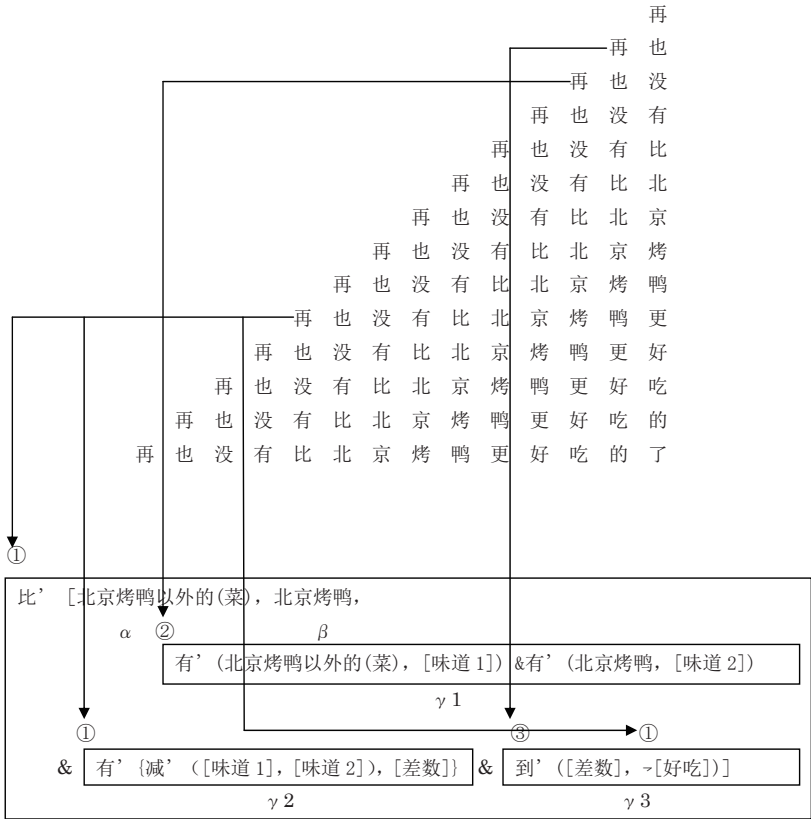 再
再 也
再 也 没
再 也 没 有
再 也 没 有 比
再 也 没 有 比 北
再 也 没 有 比 北 京
再 也 没 有 比 北 京 烤
再 也 没 有 比 北 京 烤 鸭
再 也 没 有 比 北 京 烤 鸭 更
再 也 没 有 比 北 京 烤 鸭 更 好
再 也 没 有 比 北 京 烤 鸭 更 好 吃
再 也 没 有 比 北 京 烤 鸭 更 好 吃 的
再 也 没 有 比 北 京 烤 鸭 更 好 吃 的 了
①
比’ [北京烤鸭以外的(菜), 北京烤鸭,
α ② β
有’(北京烤鸭以外的(菜), [味道 1]) &有’(北京烤鸭, [味道 2])
γ 1
① ③ ①
& 有’{减’([味道 1], [味道 2]), [差数]} & 到’([差数], ¬[好吃])]
γ 2 γ 3